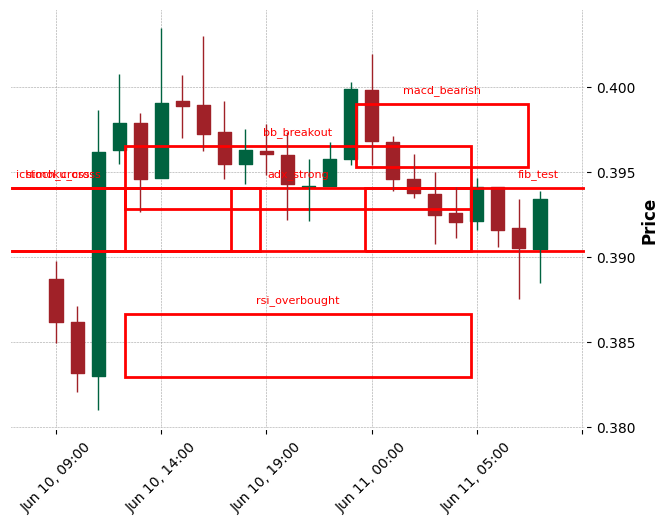 macd_bearish
0.400
bb_breakout
stoch_cross
adx_strong
fib_test
0.395
Price
0.390
rsi_overbought
0.385
0.380
Jun 10, 09:00
Jun 10, 14:00
Jun 10, 19:00
Jun 11, 00:00
Jun 11, 05:00